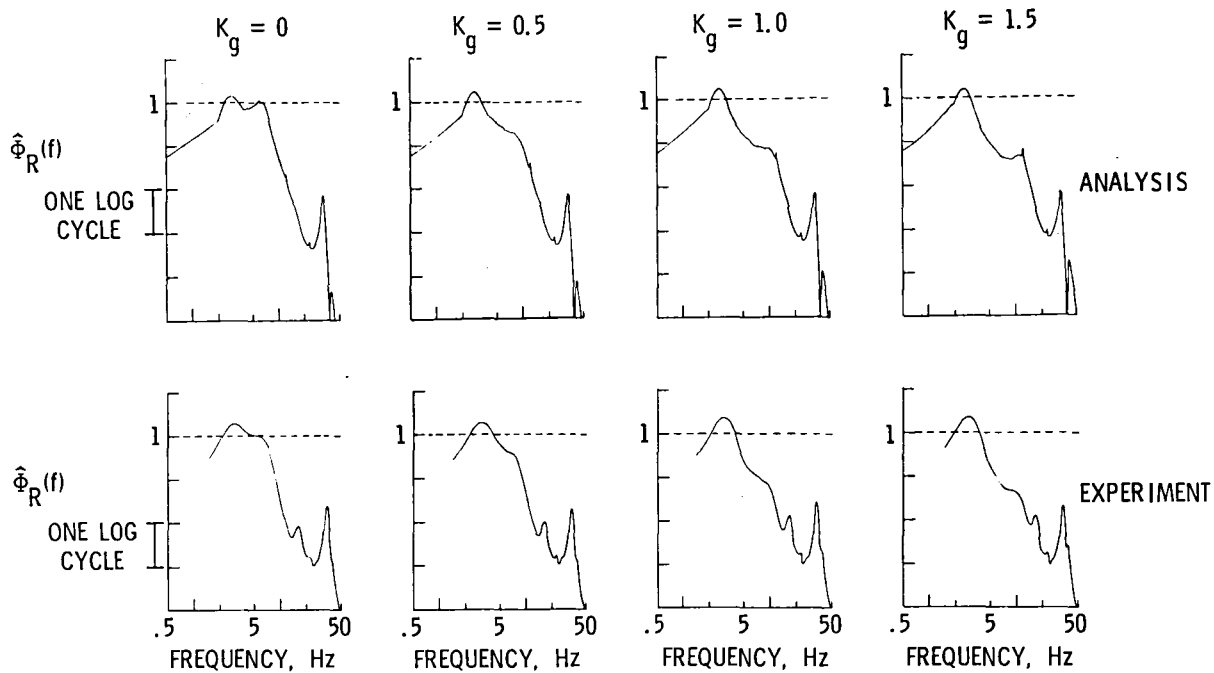 K_g = 0 K_g = 0.5 K_g = 1.0 K_g = 1.5
1 1 1 1
Φ̂_R(f)
ONE LOG
CYCLE
ANALYSIS
1 1 1 1
Φ̂_R(f)
ONE LOG
CYCLE
EXPERIMENT
.5 5 50 .5 5 50 .5 5 50 .5 5 50
FREQUENCY, Hz FREQUENCY, Hz FREQUENCY, Hz FREQUENCY, Hz